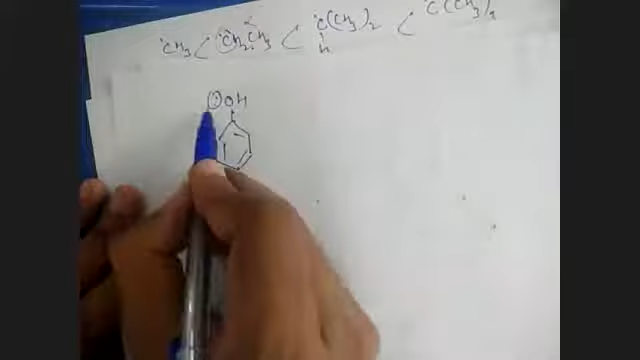 ĊH₃ < ĊH₂CH₃ < Ċ(CH₃)₂ < Ċ(CH₃)₃
H
OH